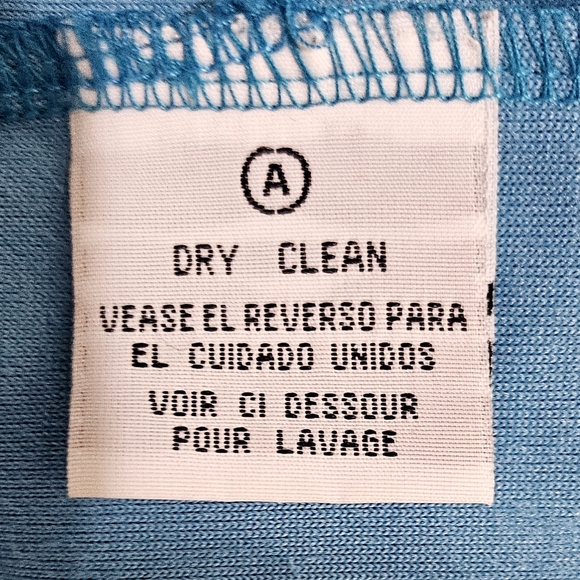 A
DRY CLEAN
VEASE EL REVERSO PARA
EL CUIDADO UNIDOS
VOIR CI DESSOUR
POUR LAVAGE